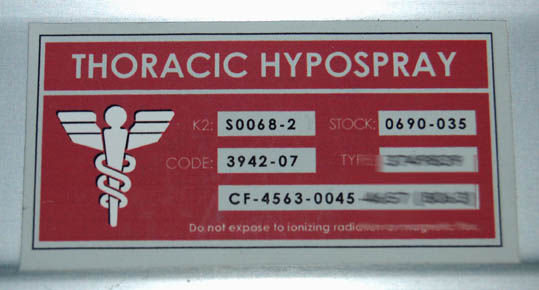 THORACIC HYPOSPRAY
K2: S0068-2 STOCK: 0690-035
CODE: 3942-07
CF-4563-0045
Do not expose to ionizing